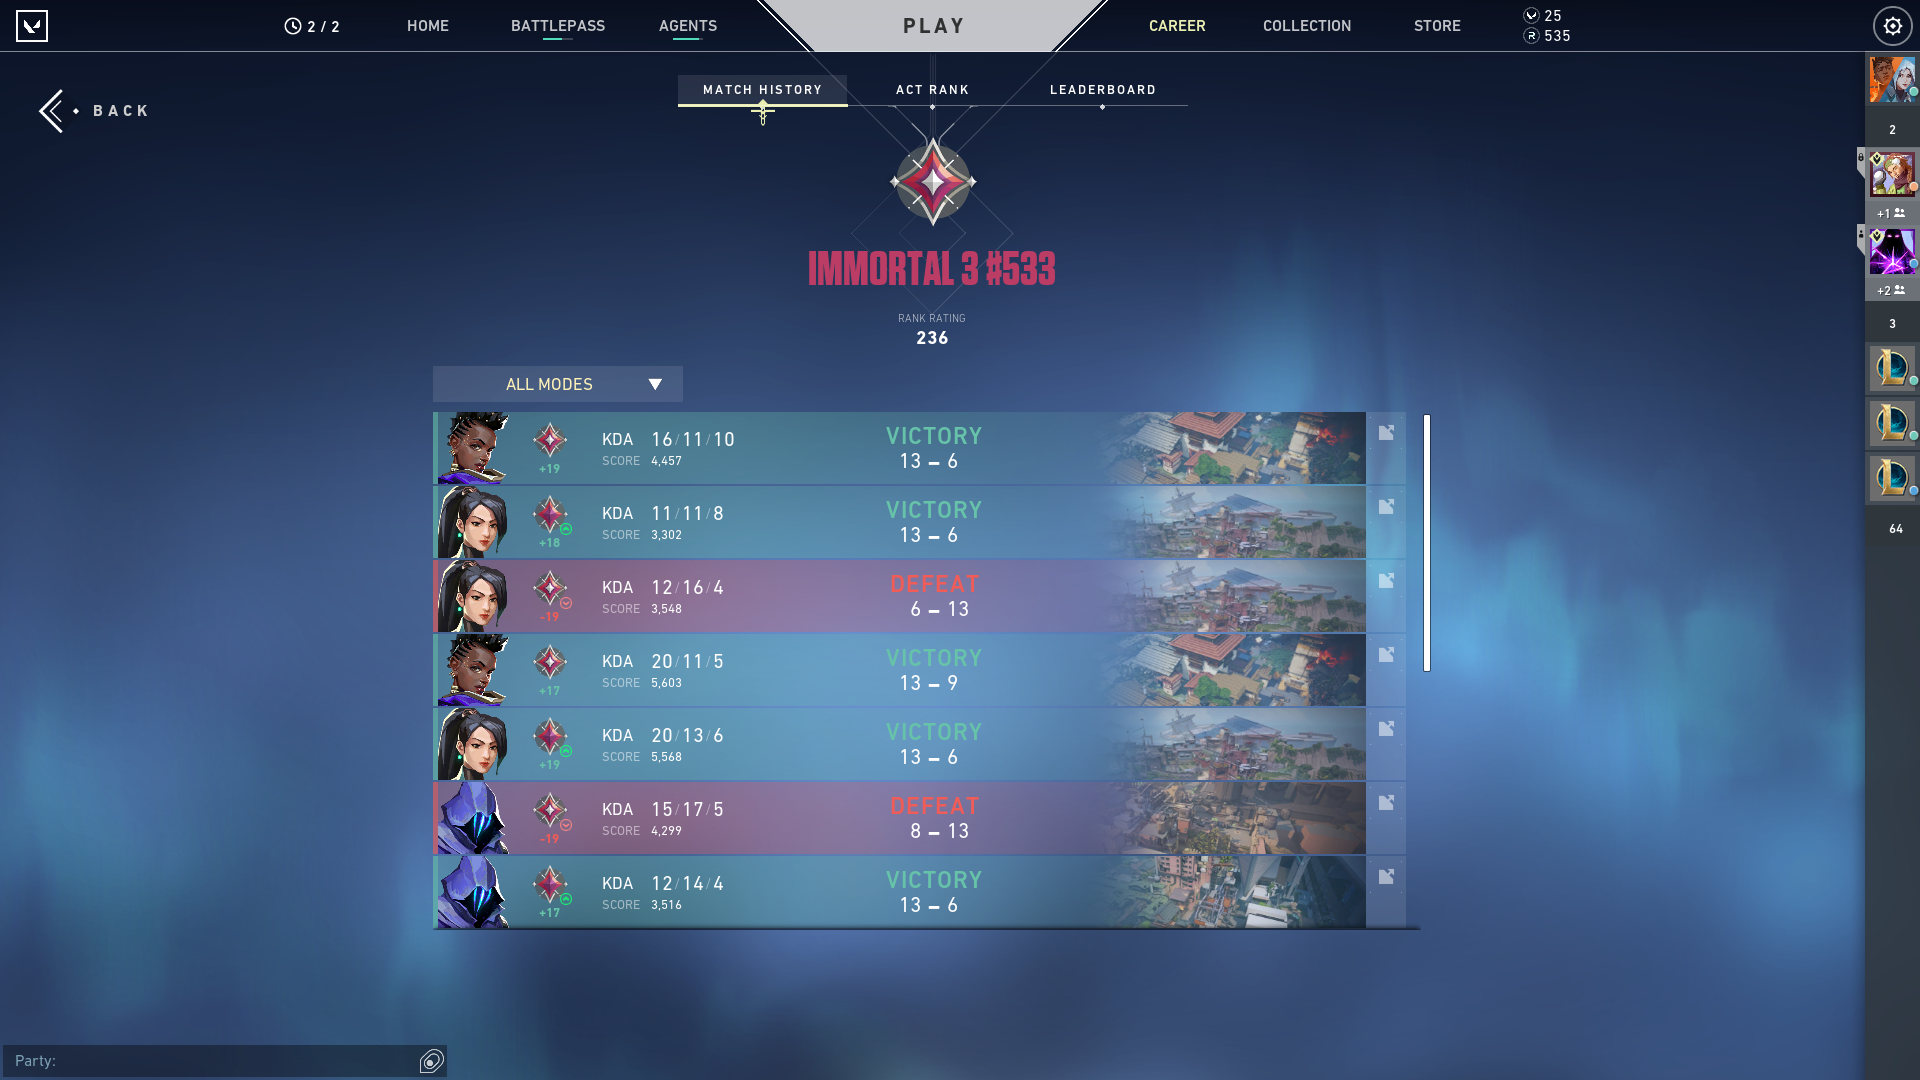 2 / 2
HOME
BATTLEPASS
AGENTS
PLAY
CAREER
COLLECTION
STORE
25
535
BACK
MATCH HISTORY
ACT RANK
LEADERBOARD
IMMORTAL 3 #533
RANK RATING
236
ALL MODES
+19
KDA 16/11/10
SCORE 4,457
VICTORY
13 – 6
+18
KDA 11/11/8
SCORE 3,302
VICTORY
13 – 6
-19
KDA 12/16/4
SCORE 3,548
DEFEAT
6 – 13
+17
KDA 20/11/5
SCORE 5,603
VICTORY
13 – 9
+19
KDA 20/13/6
SCORE 5,568
VICTORY
13 – 6
-19
KDA 15/17/5
SCORE 4,299
DEFEAT
8 – 13
+17
KDA 12/14/4
SCORE 3,516
VICTORY
13 – 6
2
+1
+2
3
64
Party: